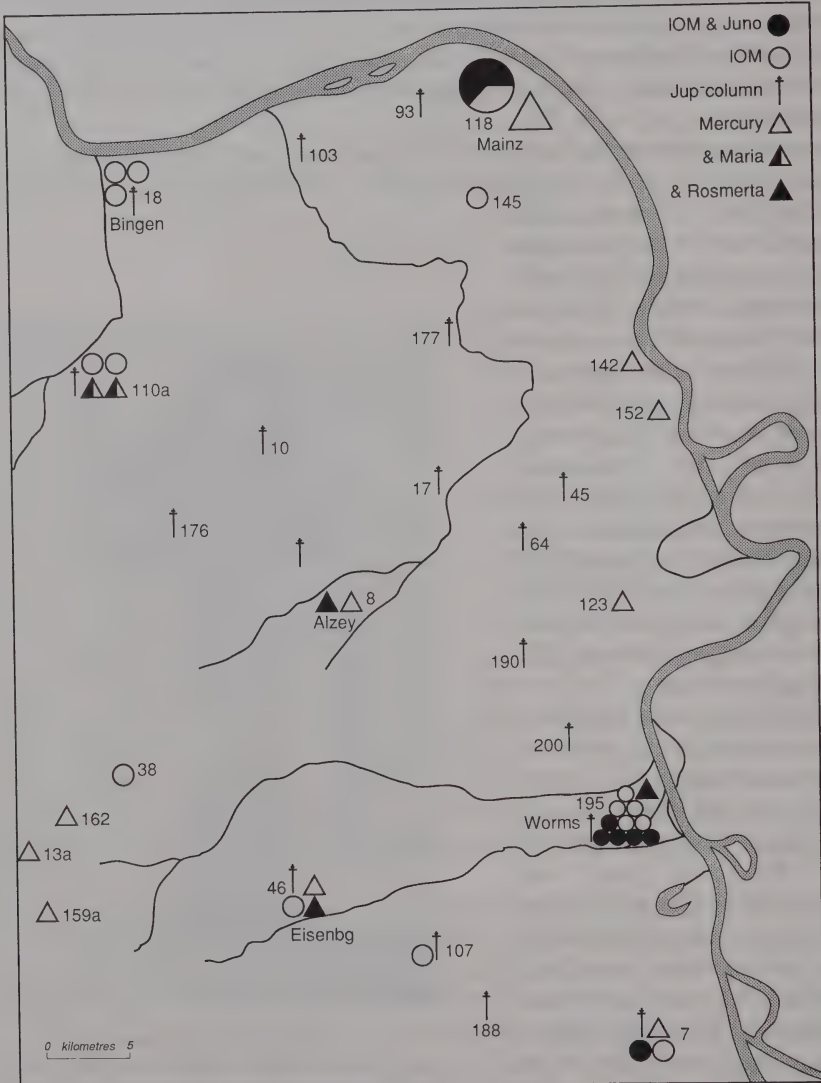 IOM & Juno
IOM
Jup-column
Mercury
& Maria
& Rosmerta
93
118
Mainz
103
145
18
Bingen
177
142
110a
152
10
17
45
176
64
8
Alzey
123
190
200
38
195
Worms
162
13a
46
159a
Eisenbg
107
188
7
0 kilometres 5